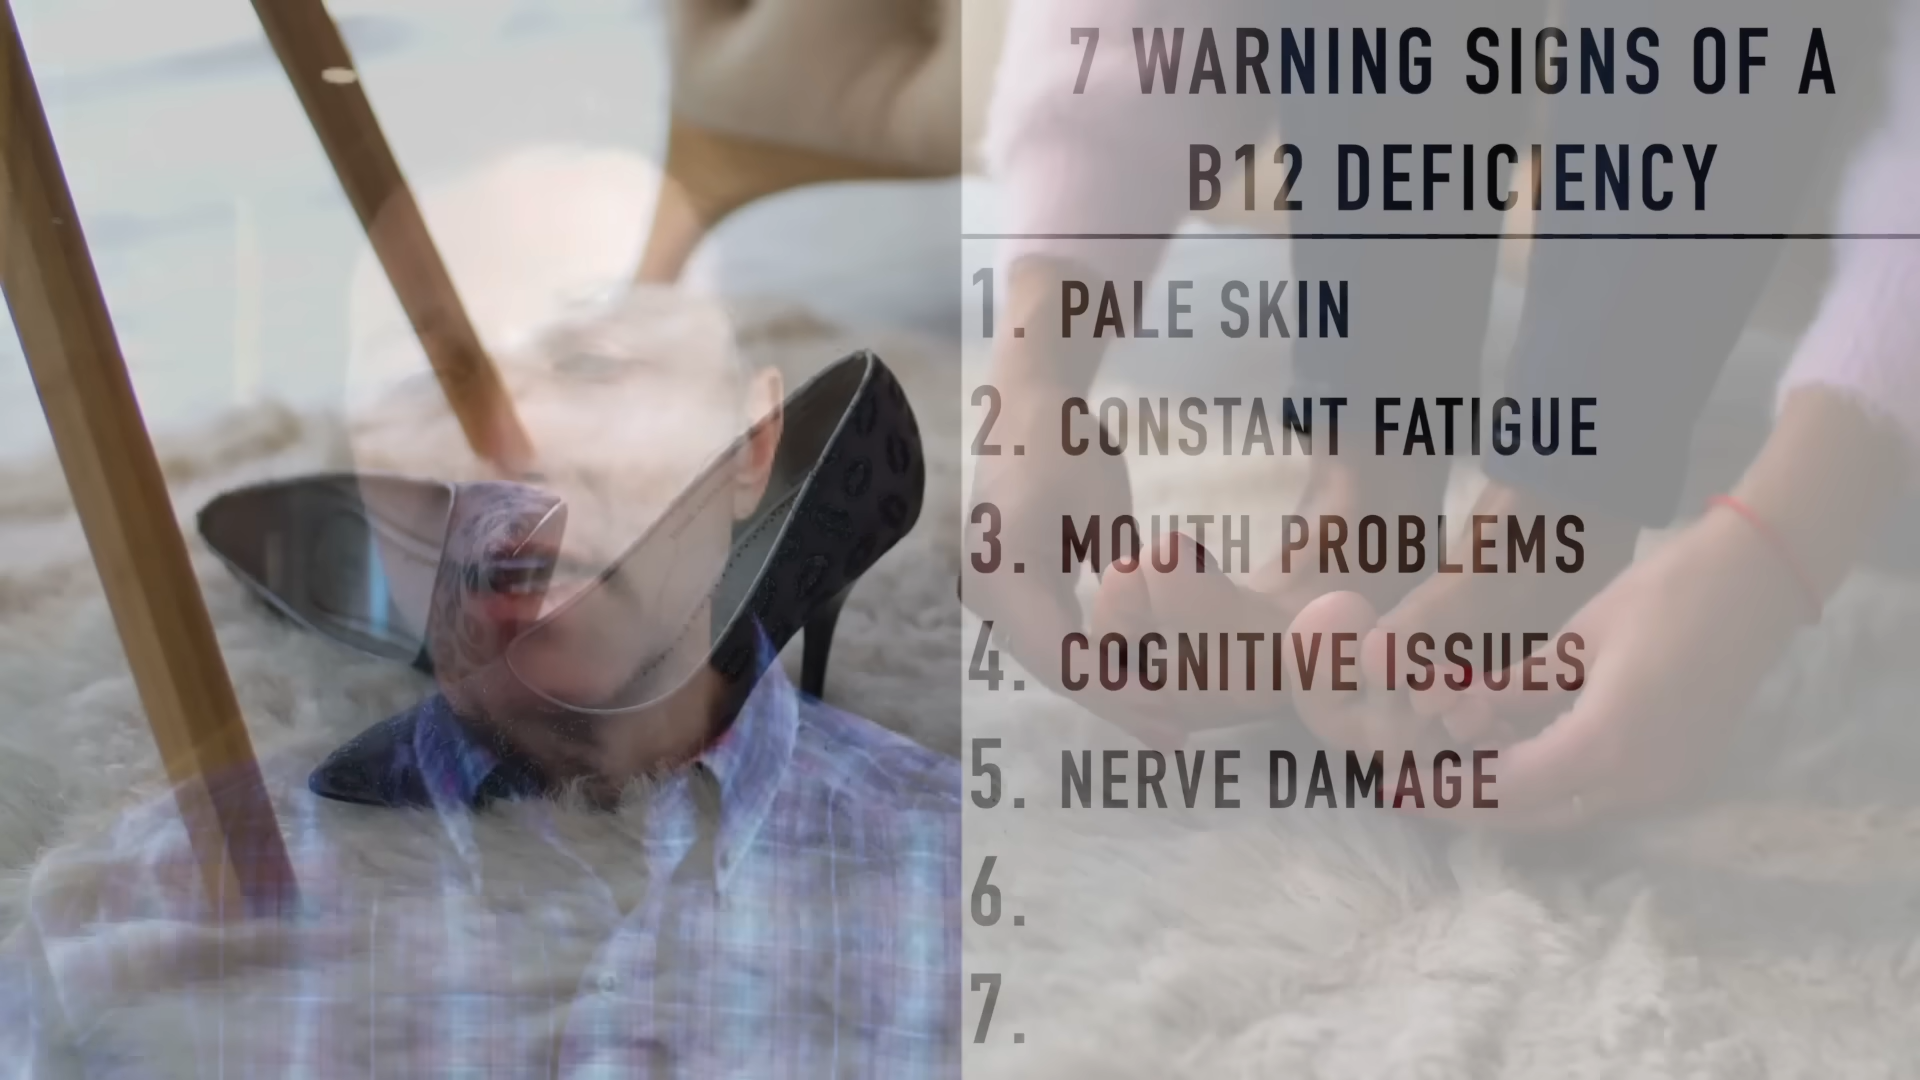 7 WARNING SIGNS OF A
B12 DEFICIENCY
1. PALE SKIN
2. CONSTANT FATIGUE
3. MOUTH PROBLEMS
4. COGNITIVE ISSUES
5. NERVE DAMAGE
6.
7.